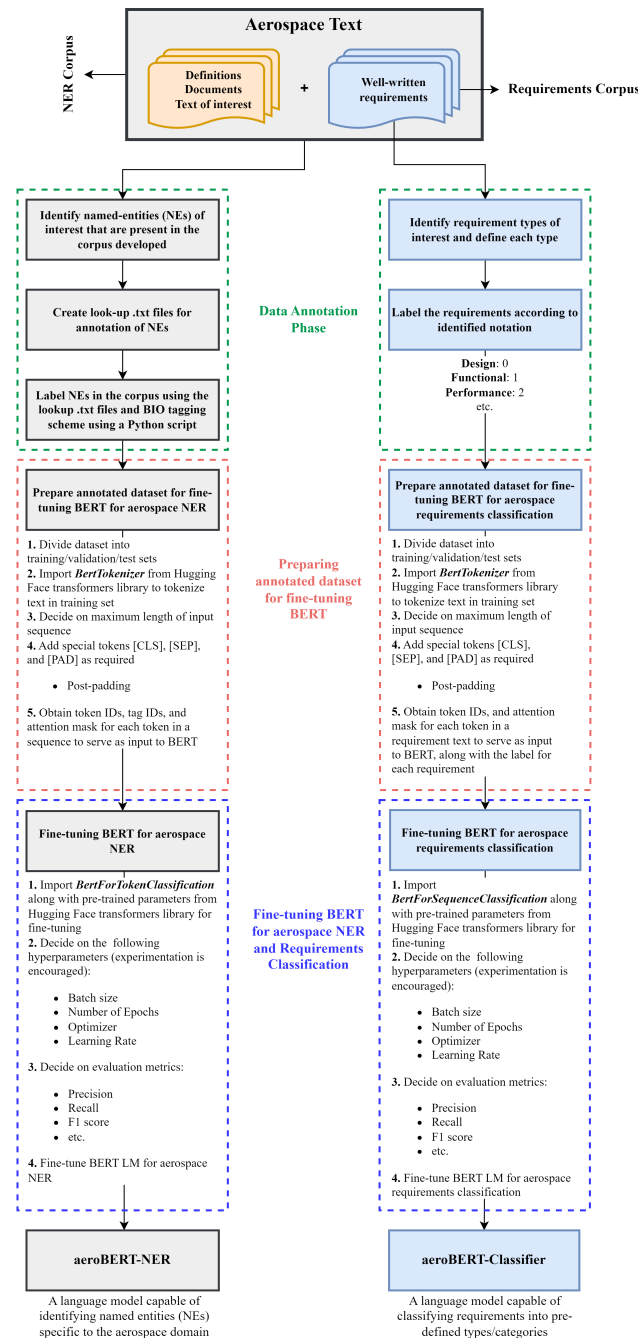 Aerospace Text
NER Corpus
Definitions
Documents
Text of interest
+
Well-written
requirements
Requirements Corpus
Identify named-entities (NEs) of
interest that are present in the
corpus developed
Create look-up .txt files for
annotation of NEs
Label NEs in the corpus using the
lookup .txt files and BIO tagging
scheme using a Python script
Data Annotation
Phase
Identify requirement types of
interest and define each type
Label the requirements according to
identified notation
Design: 0
Functional: 1
Performance: 2
etc.
Prepare annotated dataset for fine-
tuning BERT for aerospace NER
1. Divide dataset into
training/validation/test sets
2. Import BertTokenizer from Hugging
Face transformers library to tokenize
text in training set
3. Decide on maximum length of input
sequence
4. Add special tokens [CLS], [SEP],
and [PAD] as required
• Post-padding
5. Obtain token IDs, tag IDs, and
attention mask for each token in a
sequence to serve as input to BERT
Preparing
annotated dataset
for fine-tuning
BERT
Prepare annotated dataset for fine-
tuning BERT for aerospace
requirements classification
1. Divide dataset into
training/validation/test sets
2. Import BertTokenizer from
Hugging Face transformers library
to tokenize text in training set
3. Decide on maximum length of
input sequence
4. Add special tokens [CLS],
[SEP], and [PAD] as required
• Post-padding
5. Obtain token IDs, and attention
mask for each token in a
requirement text to serve as input
to BERT, along with the label for
each requirement
Fine-tuning BERT for aerospace
NER
1. Import BertForTokenClassification
along with pre-trained parameters from
Hugging Face transformers library for
fine-tuning
2. Decide on the following
hyperparameters (experimentation is
encouraged):
• Batch size
• Number of Epochs
• Optimizer
• Learning Rate
3. Decide on evaluation metrics:
• Precision
• Recall
• F1 score
• etc.
4. Fine-tune BERT LM for aerospace
NER
Fine-tuning BERT
for aerospace NER
and Requirements
Classification
Fine-tuning BERT for aerospace
requirements classification
1. Import
BertForSequenceClassification along
with pre-trained parameters from
Hugging Face transformers library for
fine-tuning
2. Decide on the following
hyperparameters (experimentation is
encouraged):
• Batch size
• Number of Epochs
• Optimizer
• Learning Rate
3. Decide on evaluation metrics:
• Precision
• Recall
• F1 score
• etc.
4. Fine-tune BERT LM for aerospace
requirements classification
aeroBERT-NER
A language model capable of
identifying named entities (NEs)
specific to the aerospace domain
aeroBERT-Classifier
A language model capable of
classifying requirements into pre-
defined types/categories